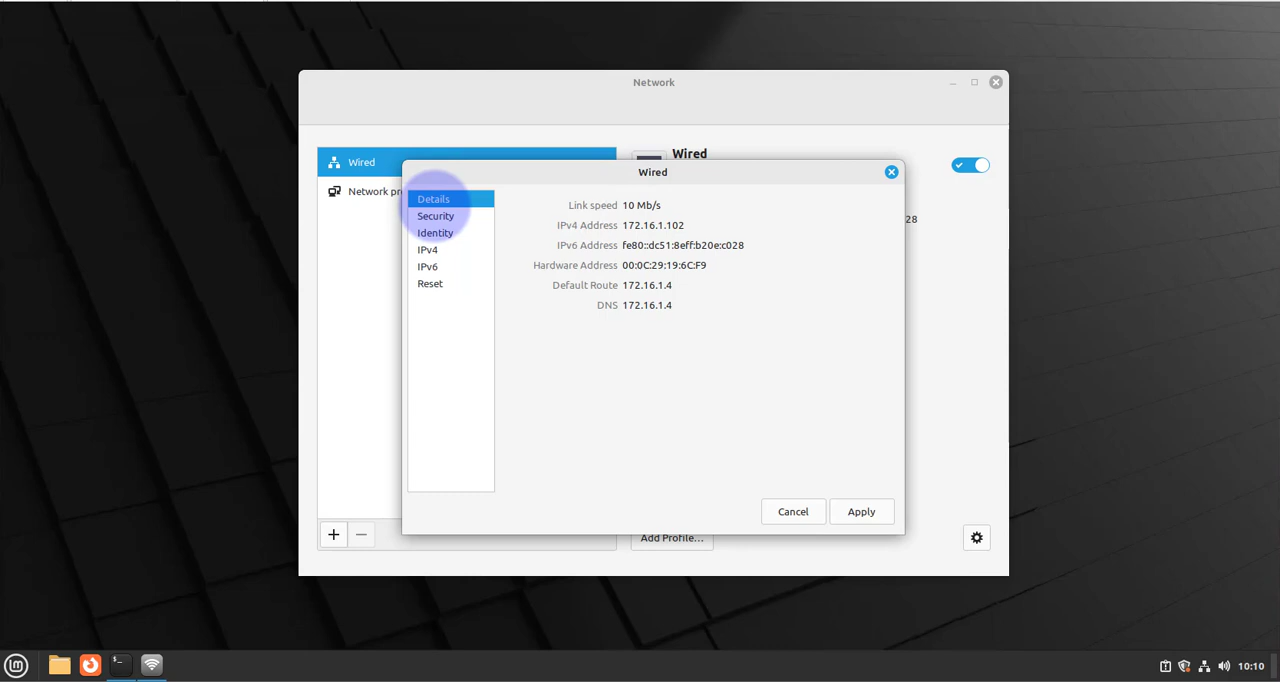 Network
Wired
Wired
Network pr
28
Wired
Details
Security
Identity
IPv4
IPv6
Reset
Link speed 10 Mb/s
IPv4 Address 172.16.1.102
IPv6 Address fe80::dc51:8eff:b20e:c028
Hardware Address 00:0C:29:19:6C:F9
Default Route 172.16.1.4
DNS 172.16.1.4
Cancel
Apply
Add Profile...
10:10